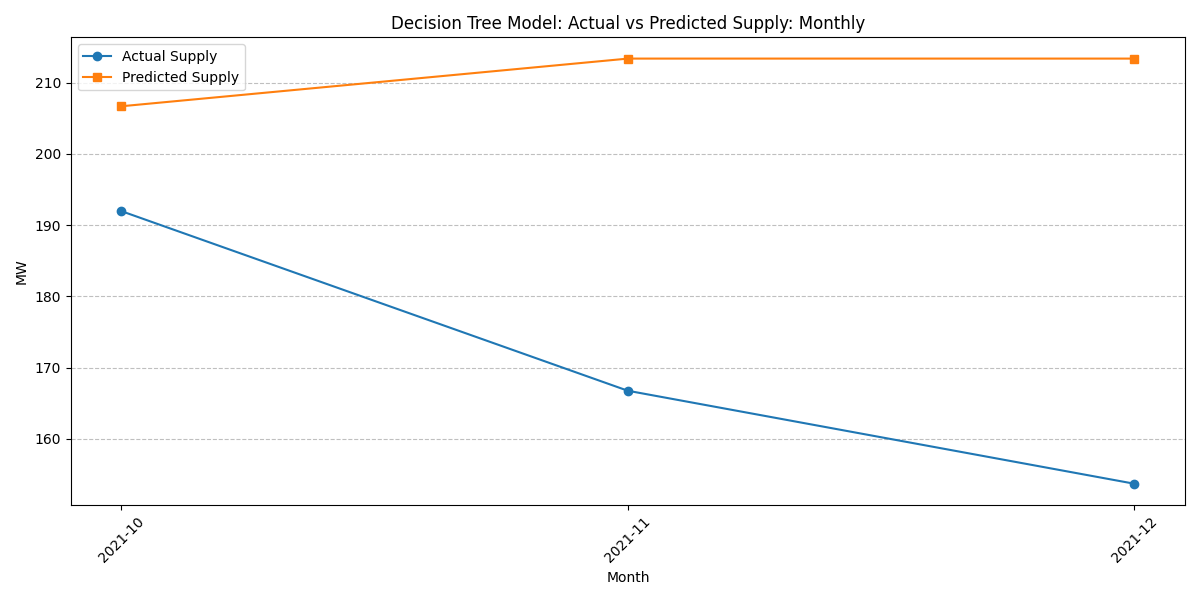 Decision Tree Model: Actual vs Predicted Supply: Monthly
Actual Supply
Predicted Supply
MW
210
200
190
180
170
160
2021-10
2021-11
2021-12
Month